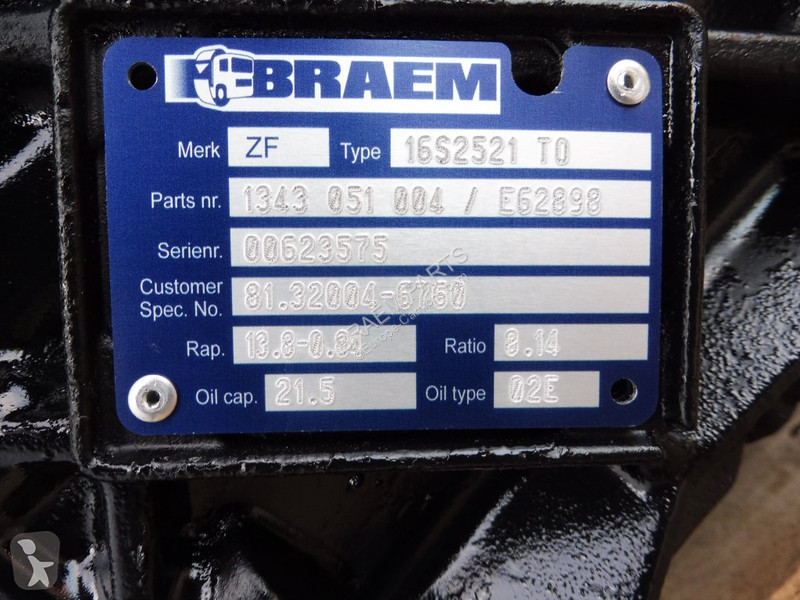 BRAEM
Merk ZF Type 16S2521 TO
Parts nr. 1343 051 004 / E62898
Serienr. 00623575
Customer Spec. No. 81.32004-6760
Rap. 13.8-0.84 Ratio 8.14
Oil cap. 21.5 Oil type 02E